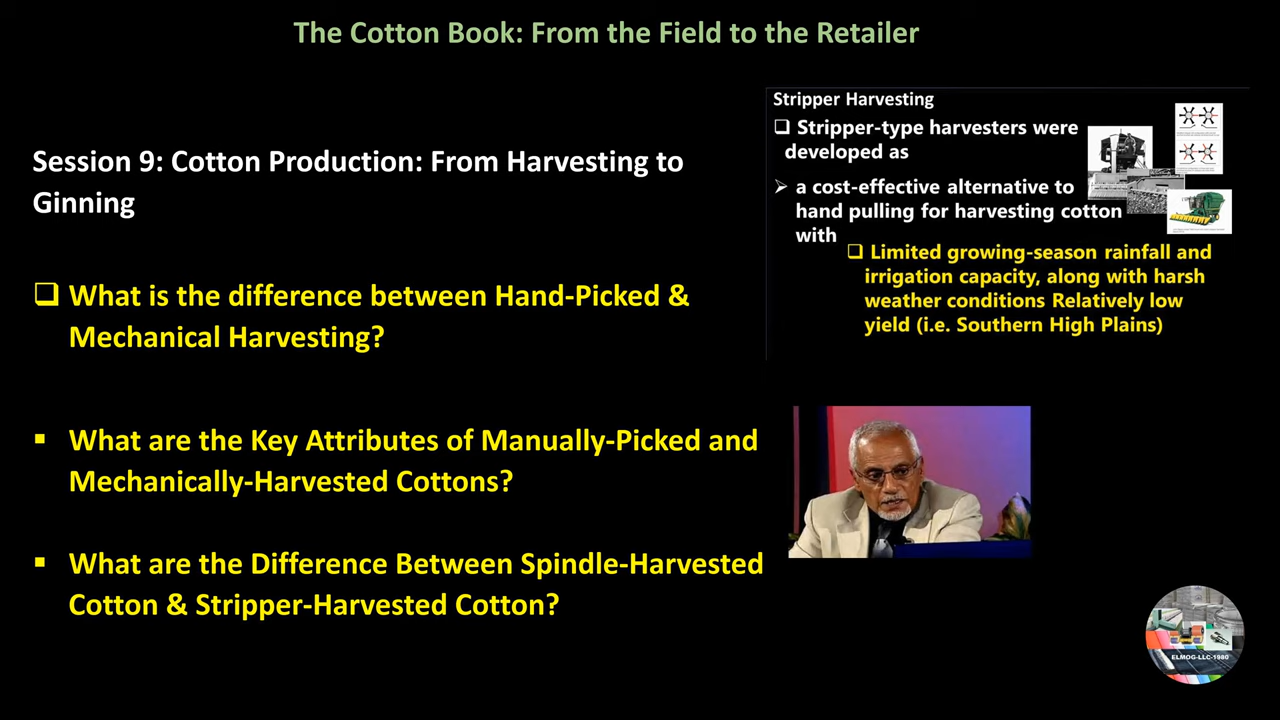 The Cotton Book: From the Field to the Retailer
Session 9: Cotton Production: From Harvesting to
Ginning
❑ What is the difference between Hand-Picked &
Mechanical Harvesting?
▪ What are the Key Attributes of Manually-Picked and
Mechanically-Harvested Cottons?
▪ What are the Difference Between Spindle-Harvested
Cotton & Stripper-Harvested Cotton?
Stripper Harvesting
❑ Stripper-type harvesters were
developed as
➢ a cost-effective alternative to
hand pulling for harvesting cotton
with
❑ Limited growing-season rainfall and
irrigation capacity, along with harsh
weather conditions Relatively low
yield (i.e. Southern High Plains)
ELMOG-LLC-1980